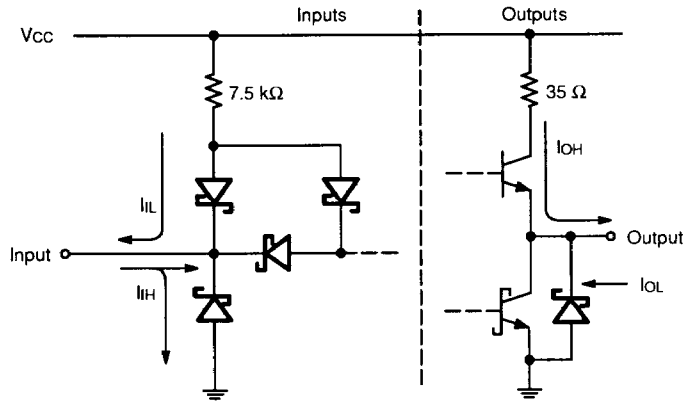 Inputs
Outputs
VCC
7.5 kΩ
35 Ω
IOH
IIL
Input
Output
IIH
IOL